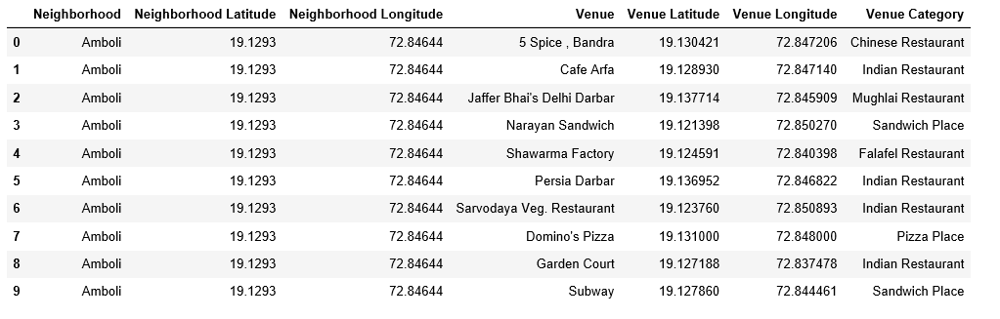 Neighborhood Neighborhood Latitude Neighborhood Longitude Venue Venue Latitude Venue Longitude Venue Category
0 Amboli 19.1293 72.84644 5 Spice , Bandra 19.130421 72.847206 Chinese Restaurant
1 Amboli 19.1293 72.84644 Cafe Arfa 19.128930 72.847140 Indian Restaurant
2 Amboli 19.1293 72.84644 Jaffer Bhai's Delhi Darbar 19.137714 72.845909 Mughlai Restaurant
3 Amboli 19.1293 72.84644 Narayan Sandwich 19.121398 72.850270 Sandwich Place
4 Amboli 19.1293 72.84644 Shawarma Factory 19.124591 72.840398 Falafel Restaurant
5 Amboli 19.1293 72.84644 Persia Darbar 19.136952 72.846822 Indian Restaurant
6 Amboli 19.1293 72.84644 Sarvodaya Veg. Restaurant 19.123760 72.850893 Indian Restaurant
7 Amboli 19.1293 72.84644 Domino's Pizza 19.131000 72.848000 Pizza Place
8 Amboli 19.1293 72.84644 Garden Court 19.127188 72.837478 Indian Restaurant
9 Amboli 19.1293 72.84644 Subway 19.127860 72.844461 Sandwich Place